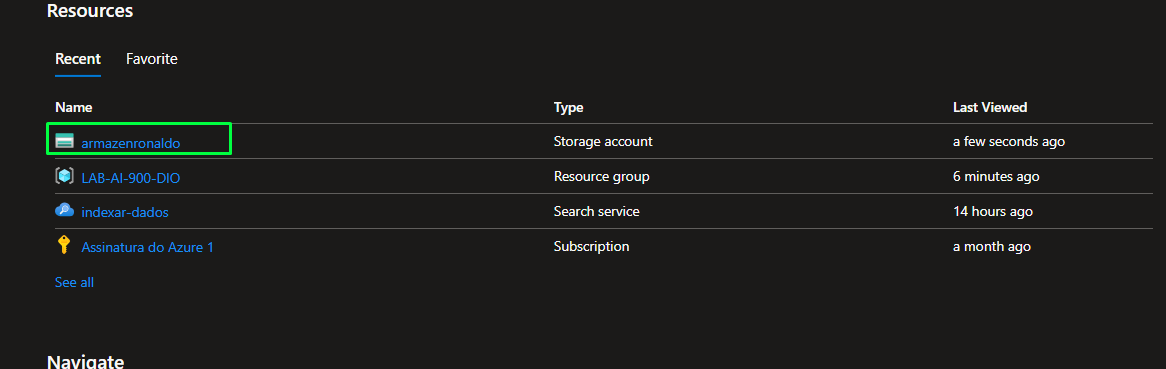 Resources
Recent Favorite
Name Type Last Viewed
armazenronaldo Storage account a few seconds ago
LAB-AI-900-DIO Resource group 6 minutes ago
indexar-dados Search service 14 hours ago
Assinatura do Azure 1 Subscription a month ago
See all
Navigate